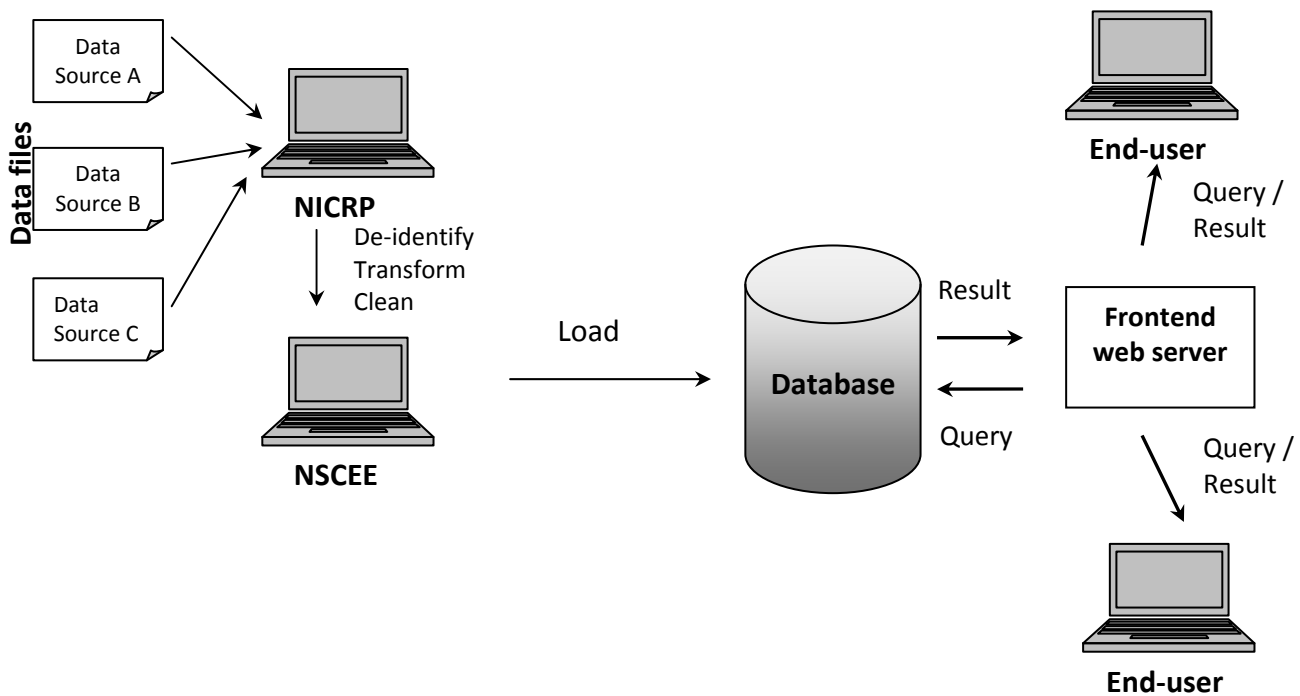 Data files
Data
Source A
Data
Source B
Data
Source C
NICRP
De-identify
Transform
Clean
NSCEE
Load
Database
Result
Query
Frontend
web server
End-user
Query /
Result
Query /
Result
End-user